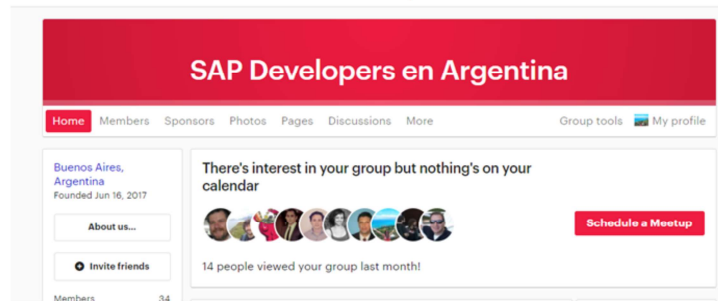 SAP Developers en Argentina
Home Members Sponsors Photos Pages Discussions More Group tools My profile
Buenos Aires,
Argentina
Founded Jun 16, 2017
About us...
Invite friends
Members 34
There's interest in your group but nothing's on your
calendar
Schedule a Meetup
14 people viewed your group last month!